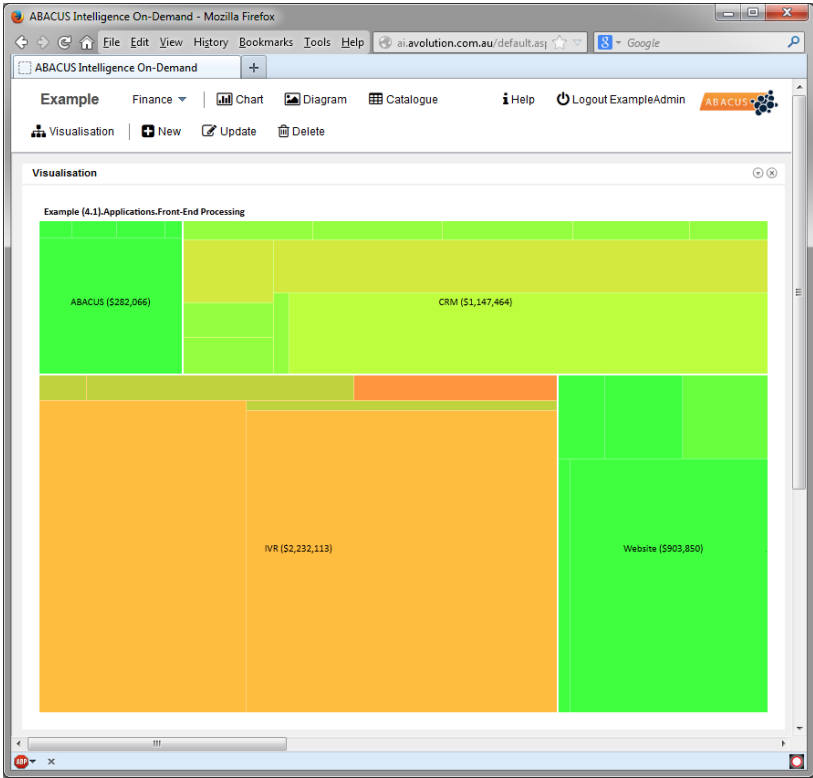 ABACUS Intelligence On-Demand - Mozilla Firefox
File Edit View History Bookmarks Tools Help ai.avolution.com.au/default.asp 8 Google
ABACUS Intelligence On-Demand +
Example Finance Chart Diagram Catalogue Help Logout ExampleAdmin ABACUS
Visualisation New Update Delete
Visualisation
Example (4.1).Applications.Front-End Processing
ABACUS ($282,066) CRM ($1,147,464)
IVR ($2,232,113) Website ($903,850)
ABP x